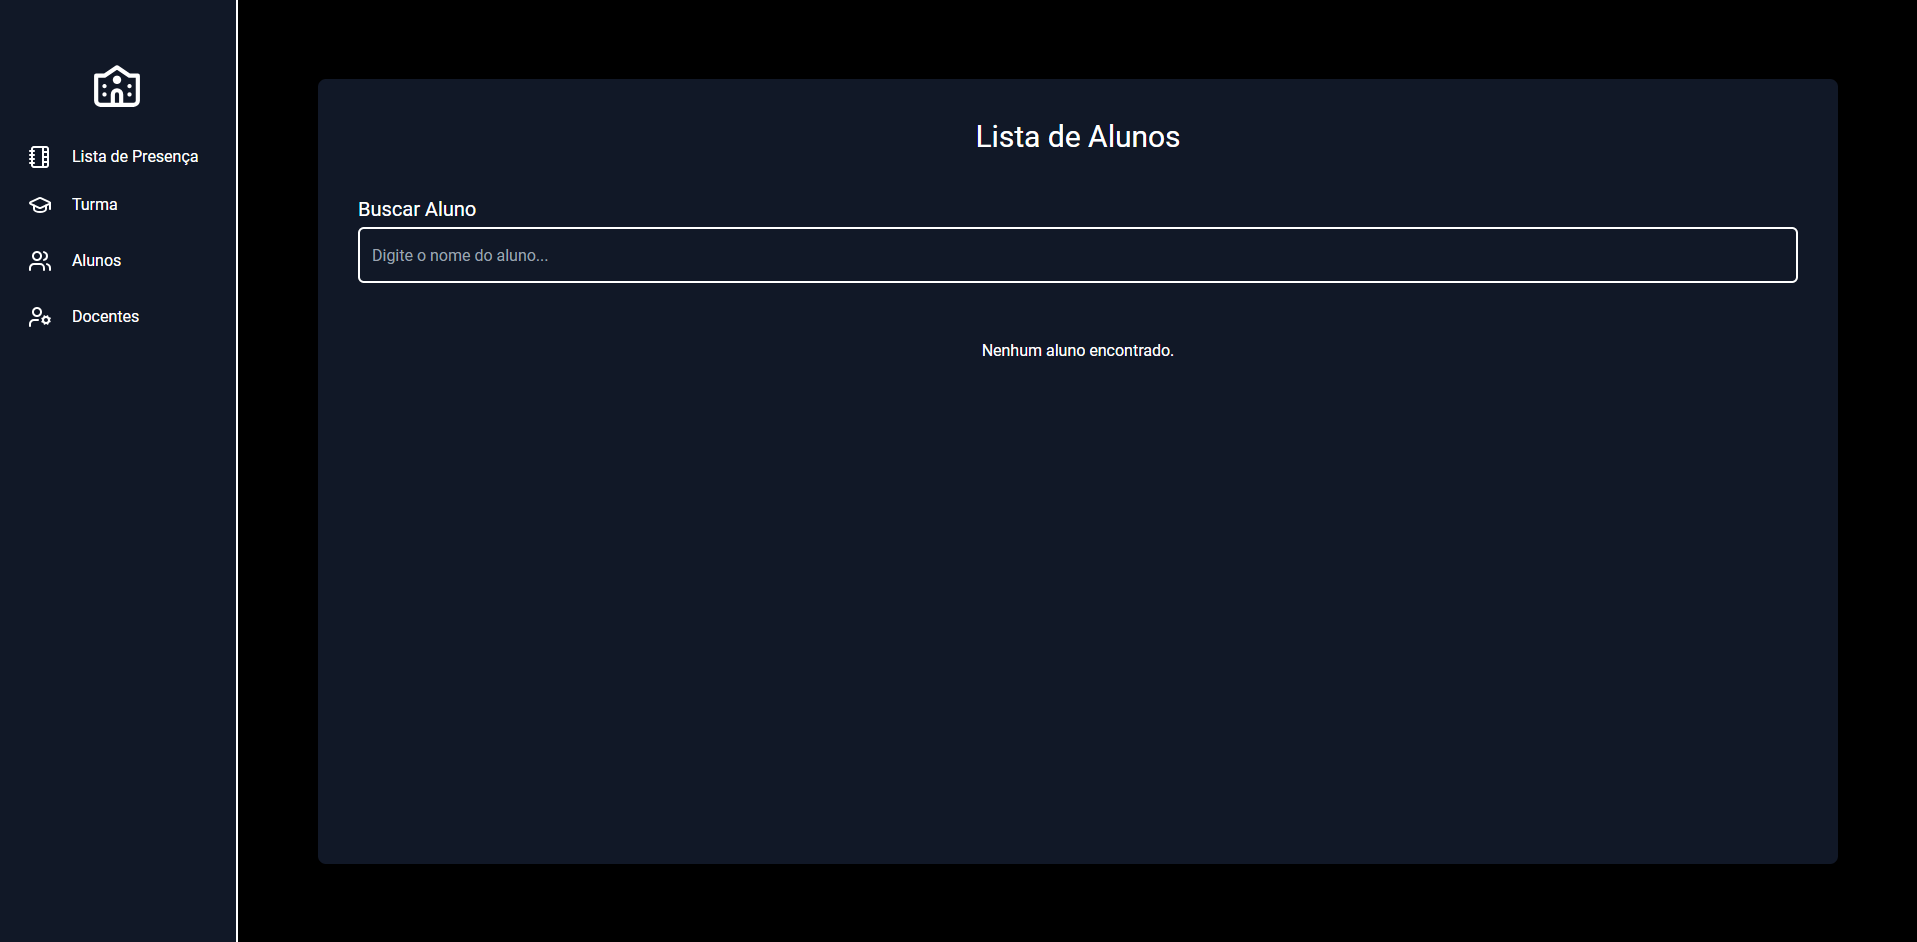 Lista de Presença
Turma
Alunos
Docentes
Lista de Alunos
Buscar Aluno
Digite o nome do aluno...
Nenhum aluno encontrado.